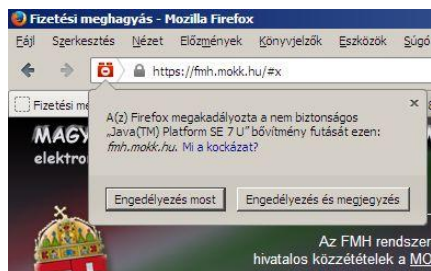 Fizetési meghagyás - Mozilla Firefox
Fájl Szerkesztés Nézet Előzmények Könyvjelzők Eszközök Súgó
https://fmh.mokk.hu/#x
Fizetési me
A(z) Firefox megakadályozta a nem biztonságos
„Java(TM) Platform SE 7 U" bővítmény futását ezen:
fmh.mokk.hu. Mi a kockázat?
Engedélyezés most Engedélyezés és megjegyzés
MAGY
elektro
Az FMH rendszer
hivatalos közzétételek a MO